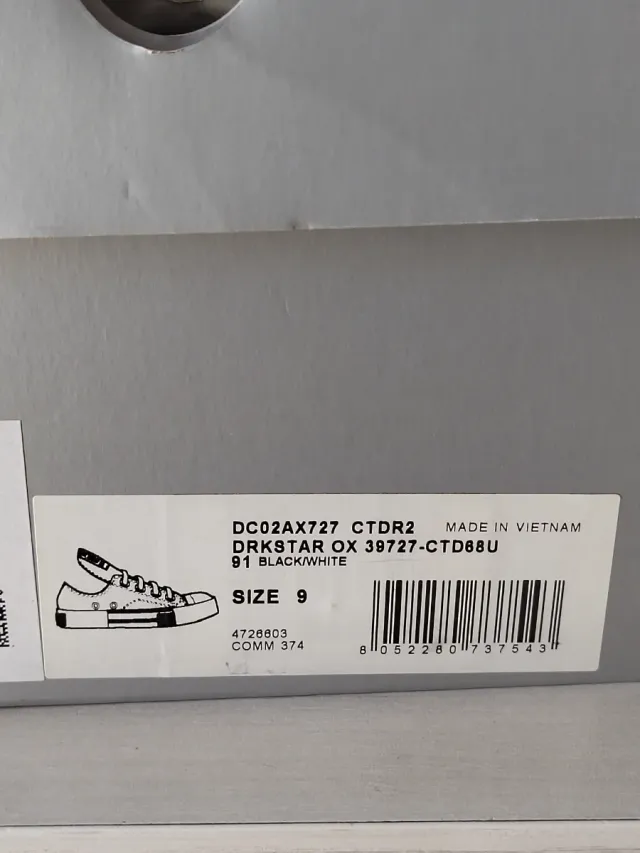 DC02AX727 CTDR2 MADE IN VIETNAM
DRKSTAR OX 39727-CTD68U
91 BLACK/WHITE
SIZE 9
4726603
COMM 374
8 052280 737543